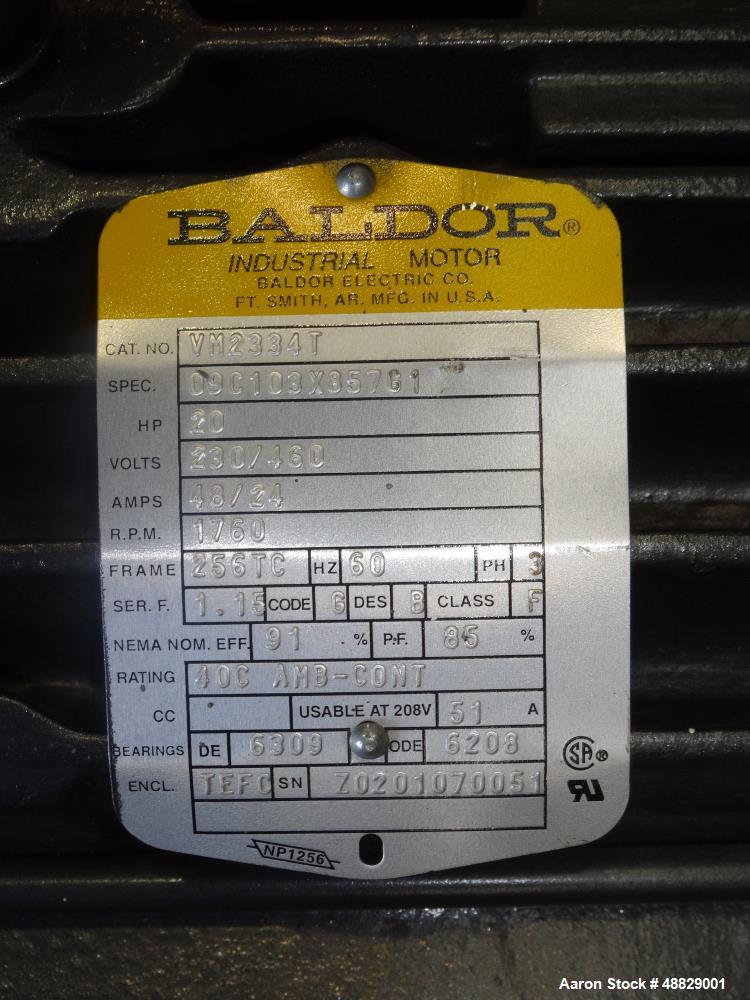 BALDOR®
INDUSTRIAL MOTOR
BALDOR ELECTRIC CO.
FT. SMITH, AR. MFG. IN U.S.A.
CAT. NO. VM2334T
SPEC. 09C103X857G1
HP 20
VOLTS 230/460
AMPS 48/24
R.P.M. 1760
FRAME 256TC HZ 60 PH 3
SER. F. 1.15 CODE G DES B CLASS F
NEMA NOM. EFF. 91 % P.F. 85 %
RATING 40C AMB-CONT
CC USABLE AT 208V 51 A
BEARINGS DE 6309 ODE 6208
ENCL. TEFC SN Z0201070051
NP1256
Aaron Stock # 48829001